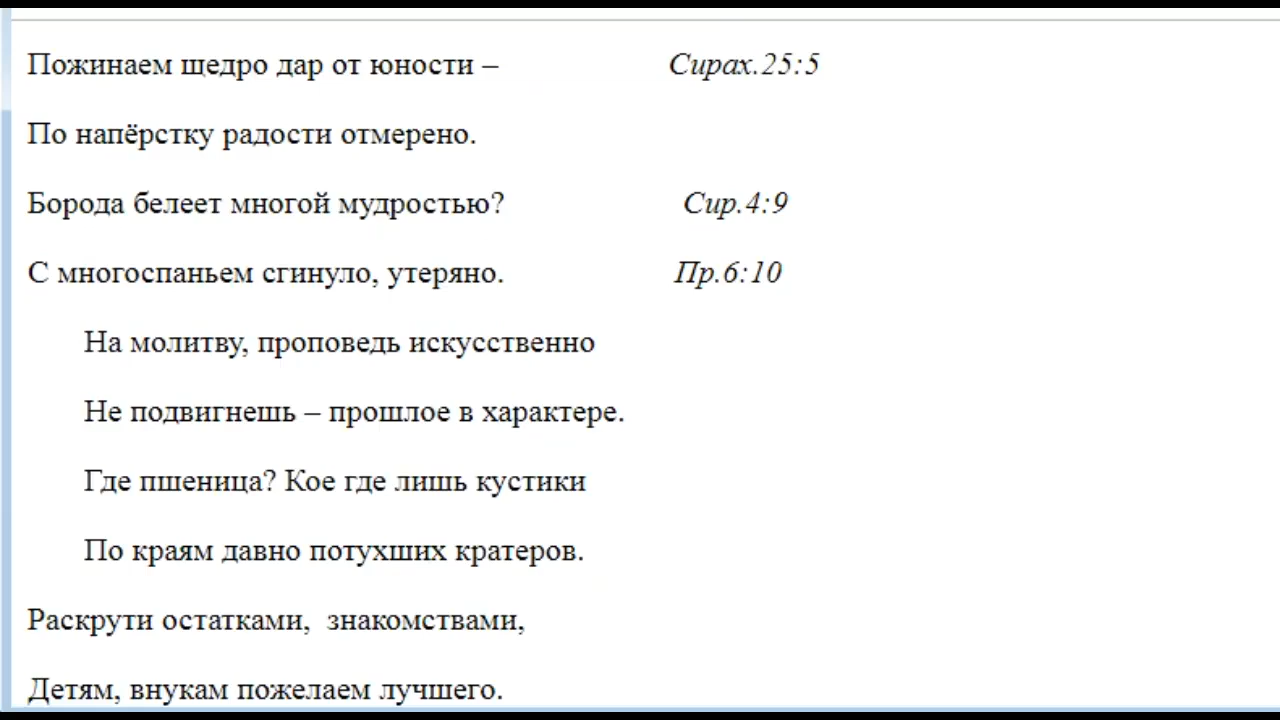 Пожинаем щедро дар от юности – Сирах.25:5
По напёрстку радости отмерено.
Борода белеет многой мудростью? Сир.4:9
С многоспаньем сгинуло, утеряно. Пр.6:10
На молитву, проповедь искусственно
Не подвигнешь – прошлое в характере.
Где пшеница? Кое где лишь кустики
По краям давно потухших кратеров.
Раскрути остатками, знакомствами,
Детям, внукам пожелаем лучшего.